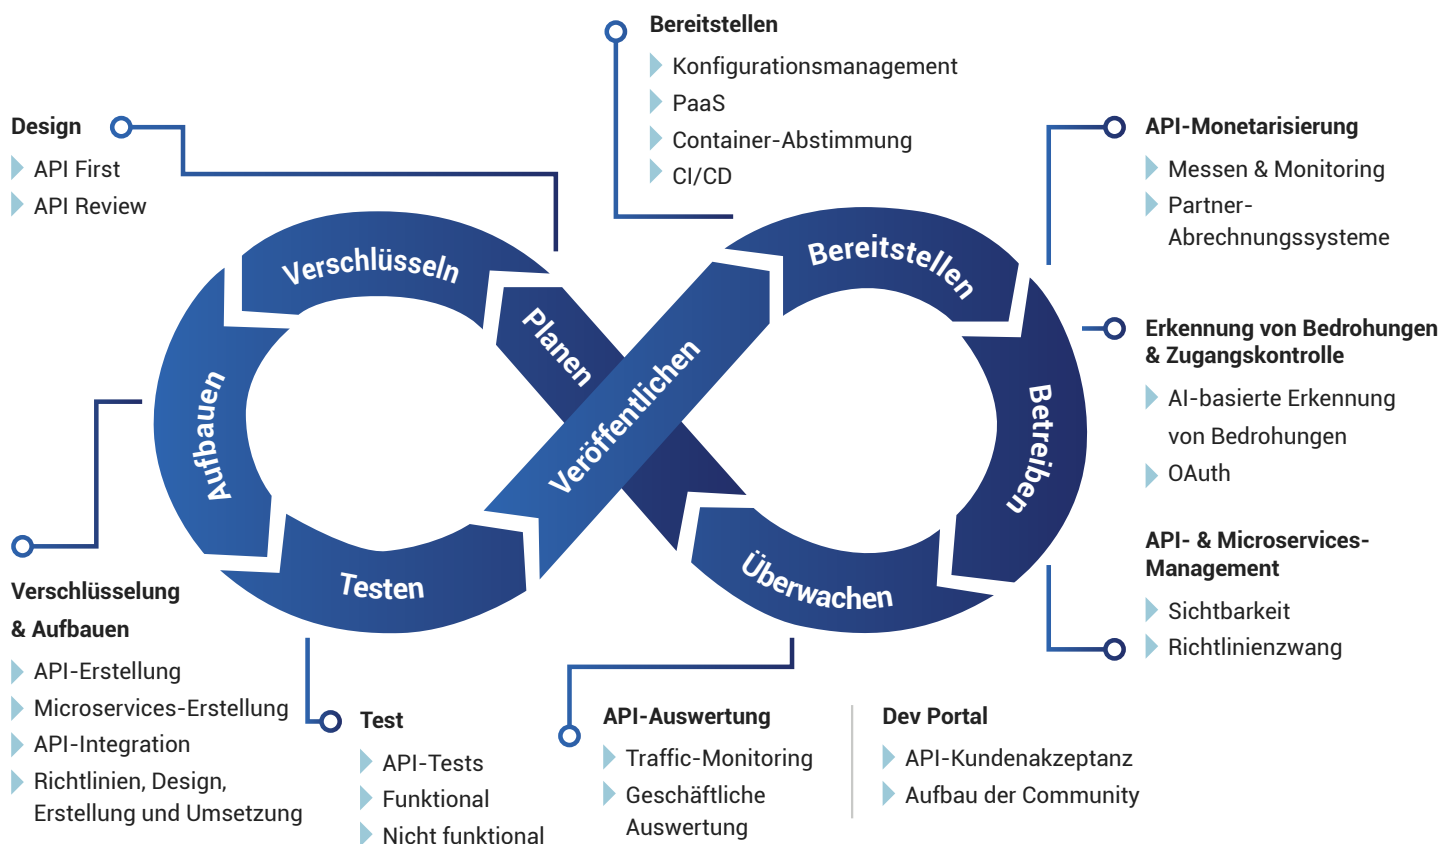 Bereitstellen
Konfigurationsmanagement
PaaS
Container-Abstimmung
CI/CD
Design
API First
API Review
API-Monetarisierung
Messen & Monitoring
Partner-
Abrechnungssysteme
Verschlüsseln
Planen
Veröffentlichen
Bereitstellen
Aufbauen
Betreiben
Testen
Überwachen
Erkennung von Bedrohungen
& Zugangskontrolle
AI-basierte Erkennung
von Bedrohungen
OAuth
API- & Microservices-
Management
Sichtbarkeit
Richtlinienzwang
Verschlüsselung
& Aufbauen
API-Erstellung
Microservices-Erstellung
API-Integration
Richtlinien, Design,
Erstellung und Umsetzung
Test
API-Tests
Funktional
Nicht funktional
API-Auswertung
Traffic-Monitoring
Geschäftliche
Auswertung
Dev Portal
API-Kundenakzeptanz
Aufbau der Community